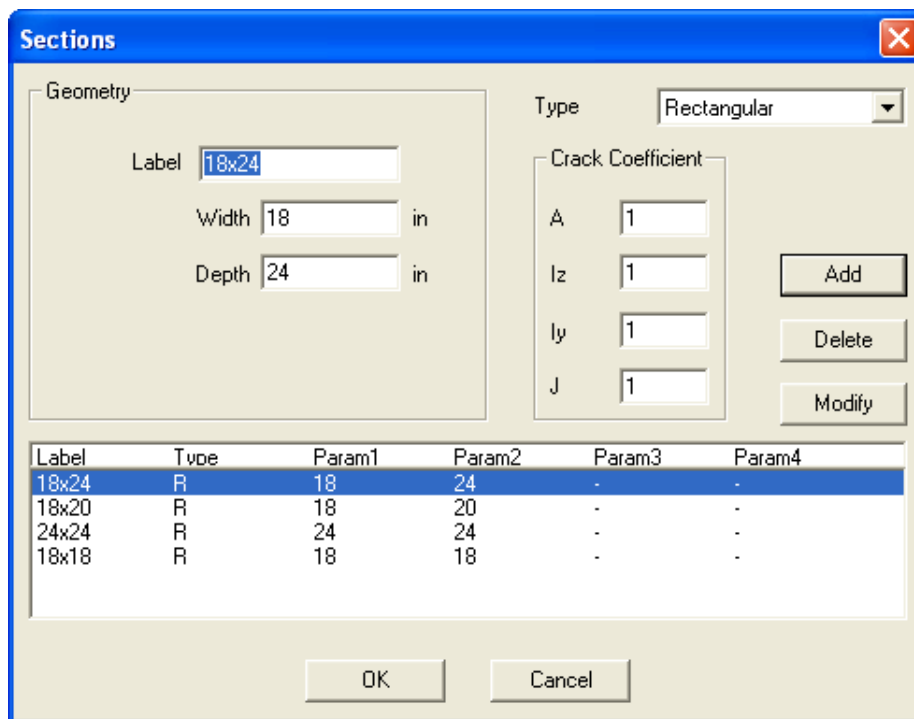 Sections
Geometry
Type Rectangular
Label 18x24
Crack Coefficient
Width 18 in
A 1
Depth 24 in
Iz 1
Add
Iy 1
Delete
J 1
Modify
Label Type Param1 Param2 Param3 Param4
18x24 R 18 24 - -
18x20 R 18 20 - -
24x24 R 24 24 - -
18x18 R 18 18 - -
OK Cancel